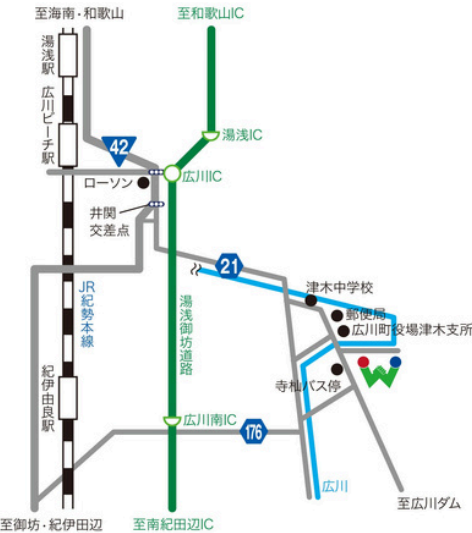 至海南・和歌山
至和歌山IC
湯浅駅
広川ビーチ駅
湯浅IC
42
広川IC
ローソン
井関
交差点
21
津木中学校
郵便局
広川町役場津木支所
JR紀勢本線
湯浅御坊道路
寺杣バス停
紀伊由良駅
広川南IC
176
広川
至広川ダム
至御坊・紀伊田辺
至南紀田辺IC